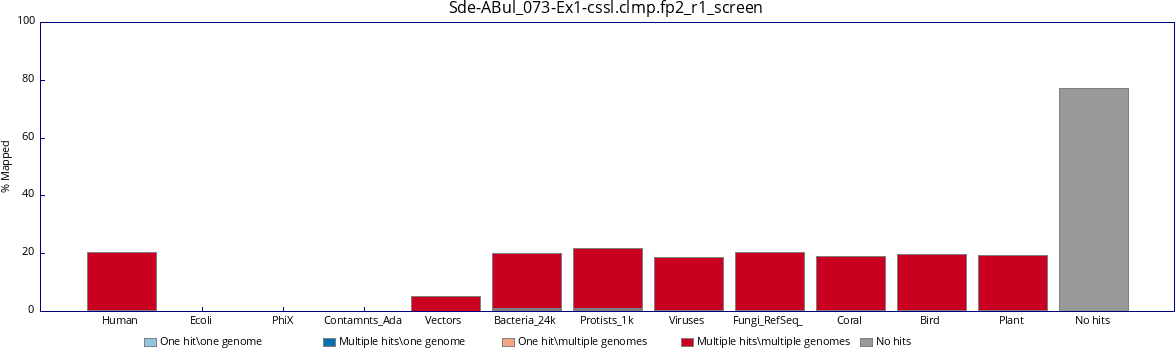 Sde-ABul_073-Ex1-cssl.clmp.fp2_r1_screen
100
80
60
40
20
0
% Mapped
Human Ecoli PhiX Contamnts_Ada Vectors Bacteria_24k Protists_1k Viruses Fungi_RefSeq_ Coral Bird Plant No hits
One hit\one genome Multiple hits\one genome One hit\multiple genomes Multiple hits\multiple genomes No hits